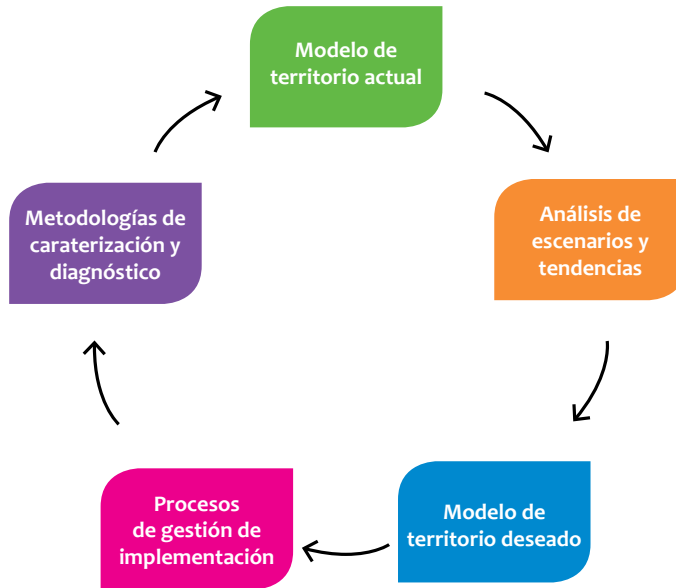 Modelo de
territorio actual
Análisis de
escenarios y
tendencias
Modelo de
territorio deseado
Procesos
de gestión de
implementación
Metodologías de
caraterización y
diagnóstico